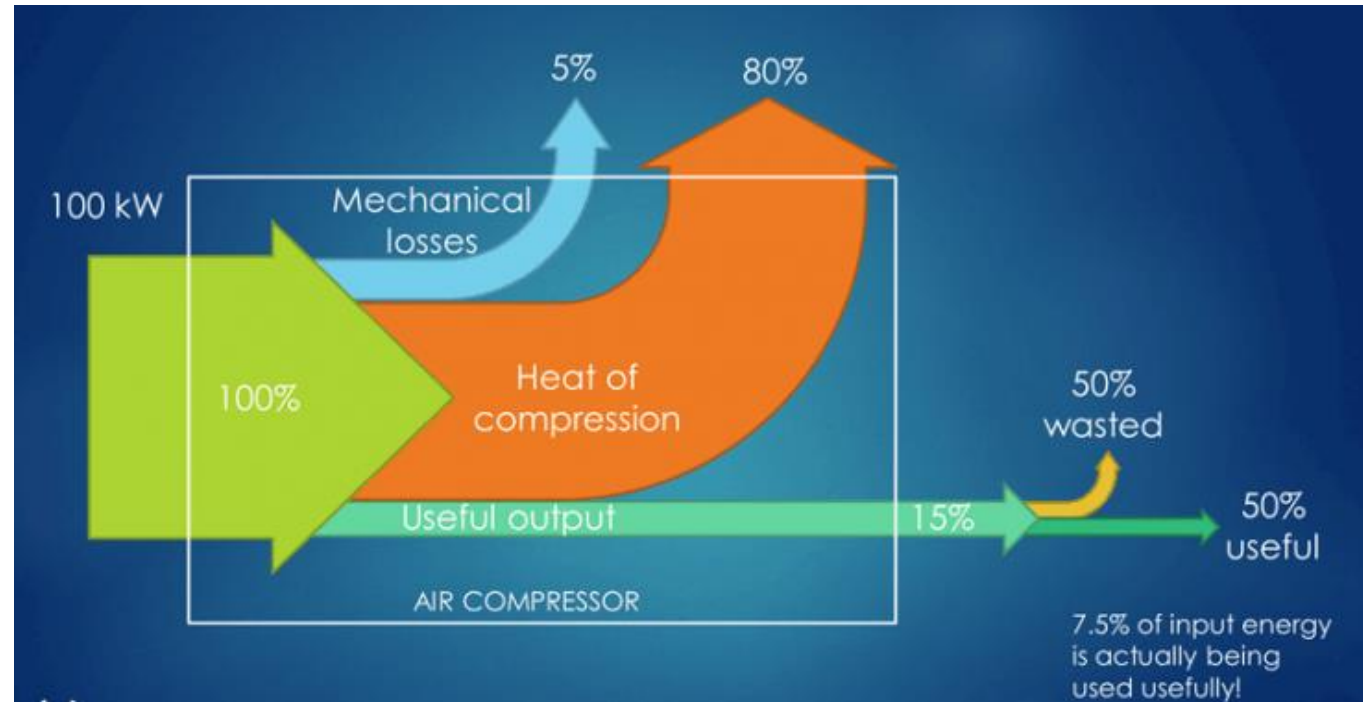 5%
80%
100 kW
Mechanical
losses
100%
Heat of
compression
50%
wasted
Useful output
15%
50%
useful
AIR COMPRESSOR
7.5% of input energy
is actually being
used usefully!